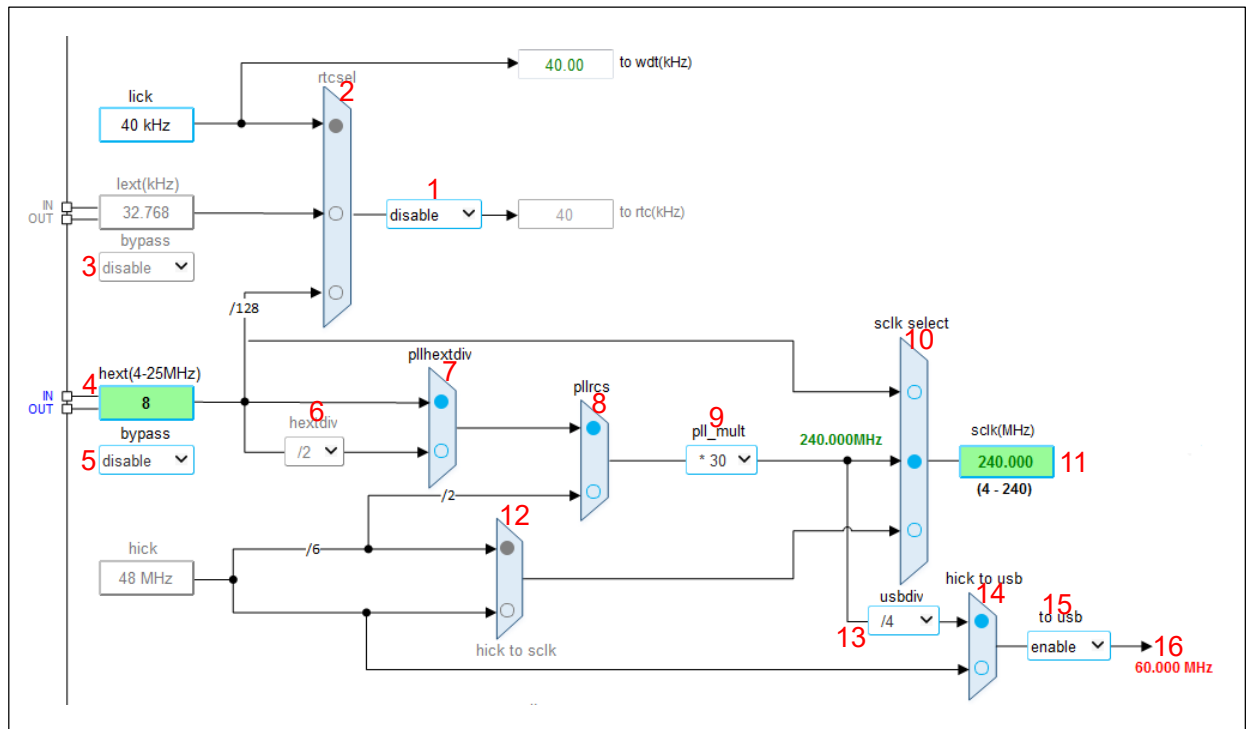 40.00 to wdt(kHz)
rtcsel
2
lick
40 kHz
lext(kHz)
IN
OUT
32.768
1
disable
40 to rtc(kHz)
bypass
3 disable
/128
sclk select
10
pllhextdiv
7
hext(4-25MHz)
4
IN
OUT
8
pllrcs
8
6
hextdiv
/2
9
pll_mult
* 30
240.000MHz
sclk(MHz)
240.000 11
(4 - 240)
bypass
5 disable
/2
12
hick
48 MHz
/6
hick to sclk
hick to usb
14
usbdiv
13 /4
15
to usb
enable
16
60.000 MHz